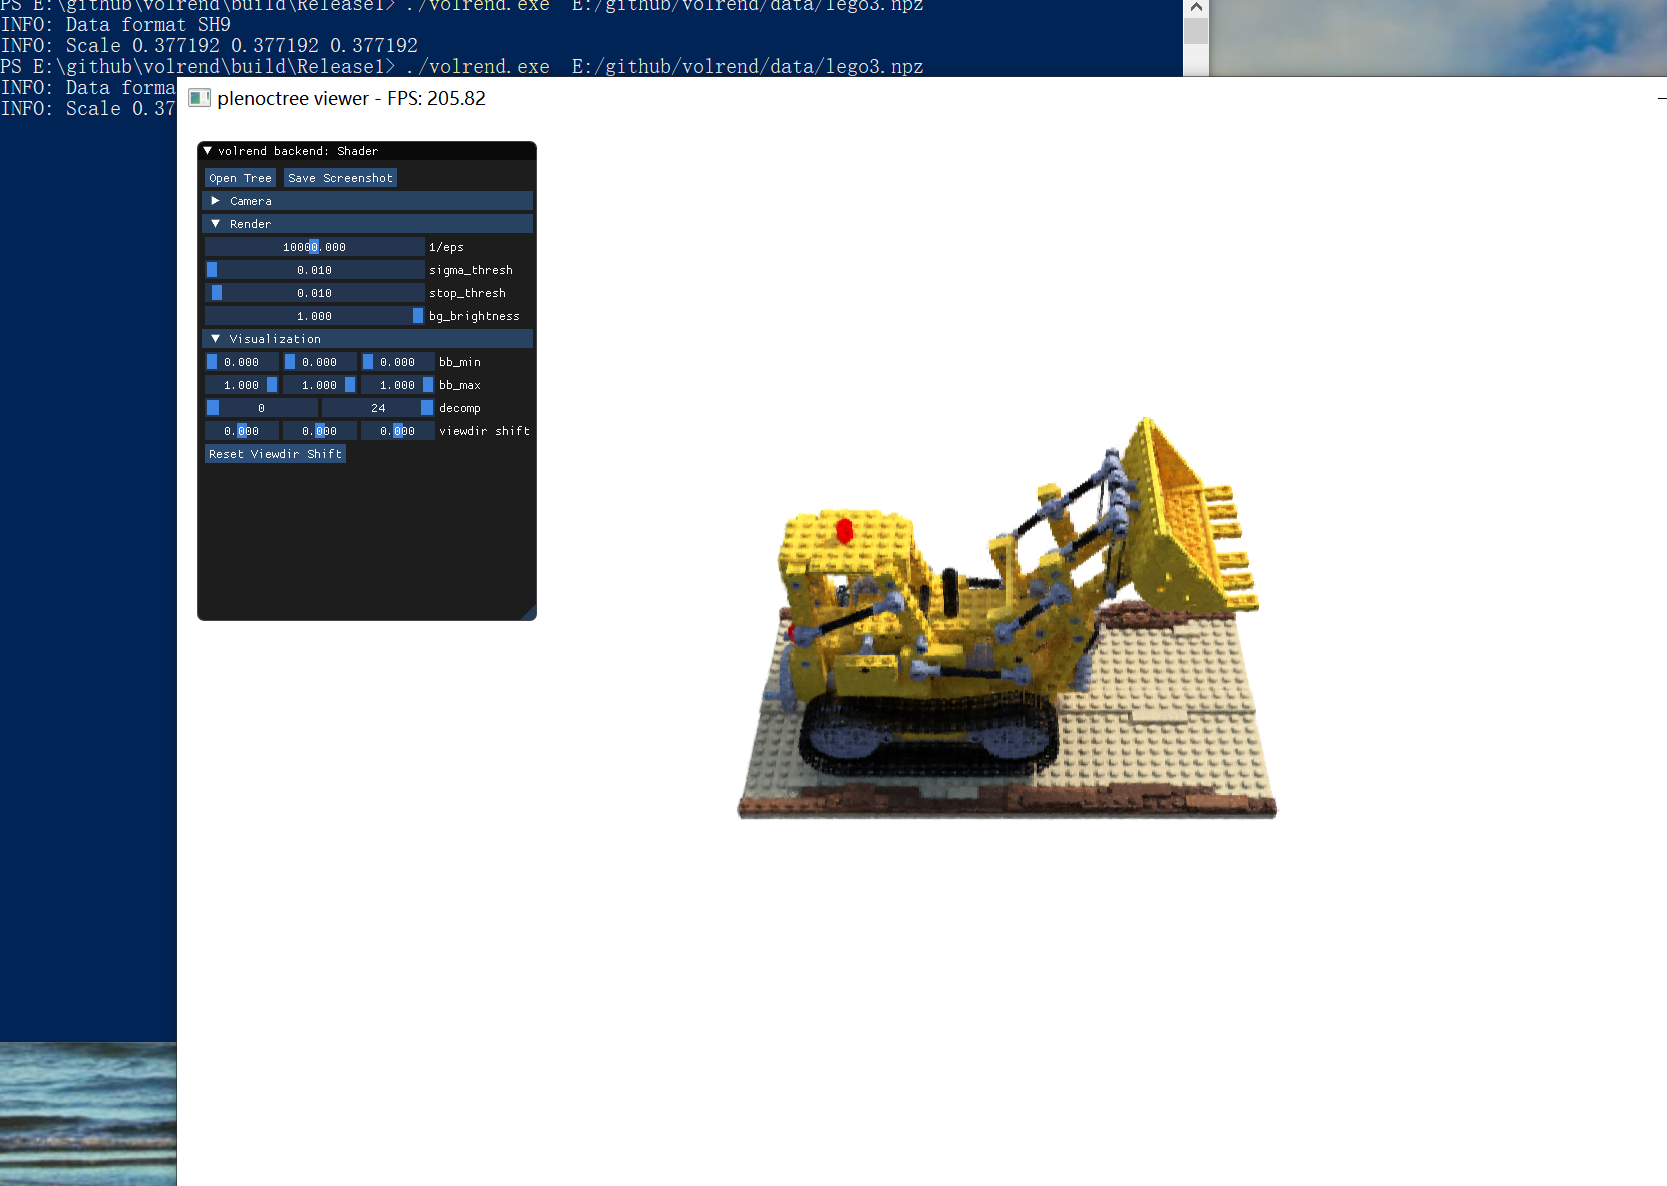 PS E:\github\volrend\build\Release1> ./volrend.exe  E:/github/volrend/data/lego3.npz
INFO: Data format SH9
INFO: Scale 0.377192 0.377192 0.377192
PS E:\github\volrend\build\Release1> ./volrend.exe  E:/github/volrend/data/lego3.npz
INFO: Data forma
INFO: Scale 0.37
plenoctree viewer - FPS: 205.82
volrend backend: Shader
Open Tree Save Screenshot
Camera
Render
10000.000 1/eps
0.010 sigma_thresh
0.010 stop_thresh
1.000 bg_brightness
Visualization
0.000 0.000 0.000 bb_min
1.000 1.000 1.000 bb_max
0 24 decomp
0.000 0.000 0.000 viewdir shift
Reset Viewdir Shift